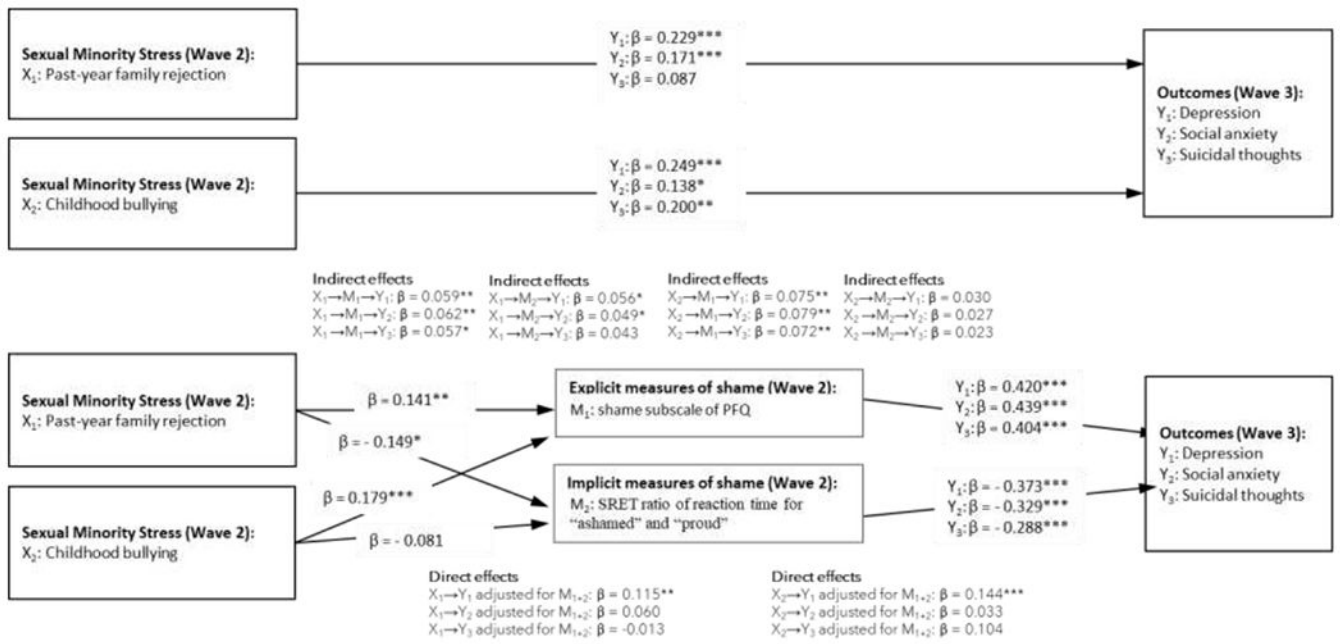 Sexual Minority Stress (Wave 2):
X₁: Past-year family rejection
Y₁: β = 0.229***
Y₂: β = 0.171***
Y₃: β = 0.087
Sexual Minority Stress (Wave 2):
X₂: Childhood bullying
Y₁: β = 0.249***
Y₂: β = 0.138*
Y₃: β = 0.200**
Outcomes (Wave 3):
Y₁: Depression
Y₂: Social anxiety
Y₃: Suicidal thoughts
Indirect effects
X₁→M₁→Y₁: β = 0.059**
X₁→M₁→Y₂: β = 0.062**
X₁→M₁→Y₃: β = 0.057*
Indirect effects
X₁→M₂→Y₁: β = 0.056*
X₁→M₂→Y₂: β = 0.049*
X₁→M₂→Y₃: β = 0.043
Indirect effects
X₂→M₁→Y₁: β = 0.075**
X₂→M₁→Y₂: β = 0.079**
X₂→M₁→Y₃: β = 0.072**
Indirect effects
X₂→M₂→Y₁: β = 0.030
X₂→M₂→Y₂: β = 0.027
X₂→M₂→Y₃: β = 0.023
Sexual Minority Stress (Wave 2):
X₁: Past-year family rejection
Sexual Minority Stress (Wave 2):
X₂: Childhood bullying
β = 0.141**
β = - 0.149*
β = 0.179***
β = - 0.081
Explicit measures of shame (Wave 2):
M₁: shame subscale of PFQ
Implicit measures of shame (Wave 2):
M₂: SRET ratio of reaction time for
“ashamed” and “proud”
Y₁: β = 0.420***
Y₂: β = 0.439***
Y₃: β = 0.404***
Y₁: β = - 0.373***
Y₂: β = - 0.329***
Y₃: β = - 0.288***
Outcomes (Wave 3):
Y₁: Depression
Y₂: Social anxiety
Y₃: Suicidal thoughts
Direct effects
X₁→Y₁ adjusted for M₁₊₂: β = 0.115**
X₁→Y₂ adjusted for M₁₊₂: β = 0.060
X₁→Y₃ adjusted for M₁₊₂: β = -0.013
Direct effects
X₂→Y₁ adjusted for M₁₊₂: β = 0.144***
X₂→Y₂ adjusted for M₁₊₂: β = 0.033
X₂→Y₃ adjusted for M₁₊₂: β = 0.104